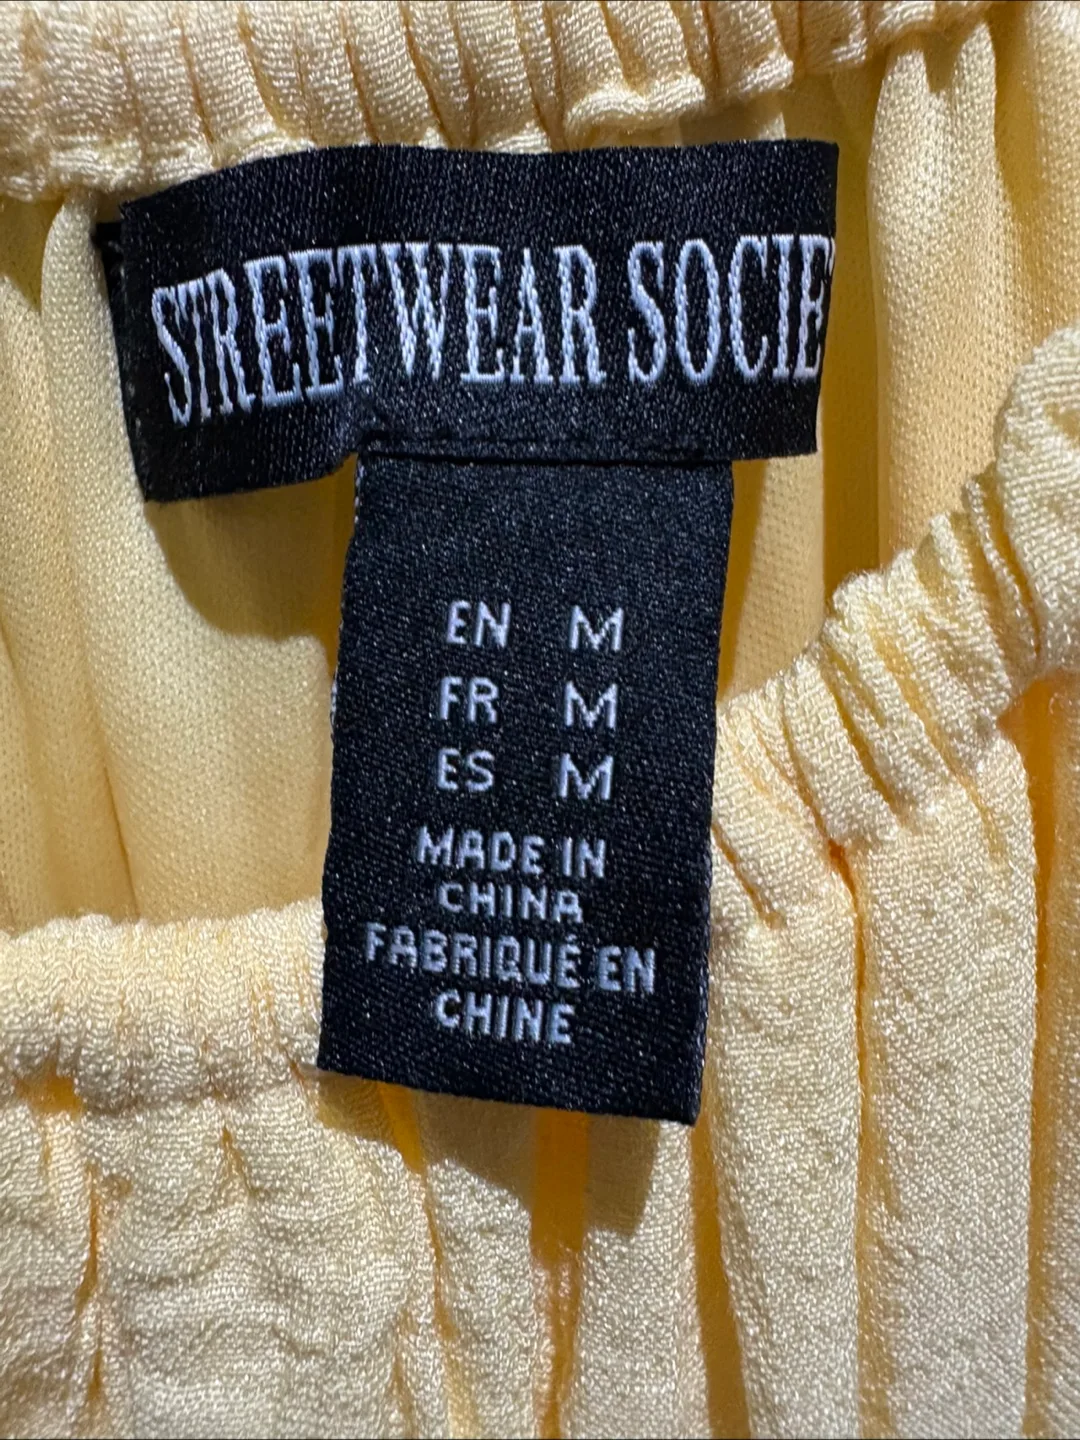 STREETWEAR SOCIE
EN M
FR M
ES M
MADE IN
CHINA
FABRIQUÉ EN
CHINE